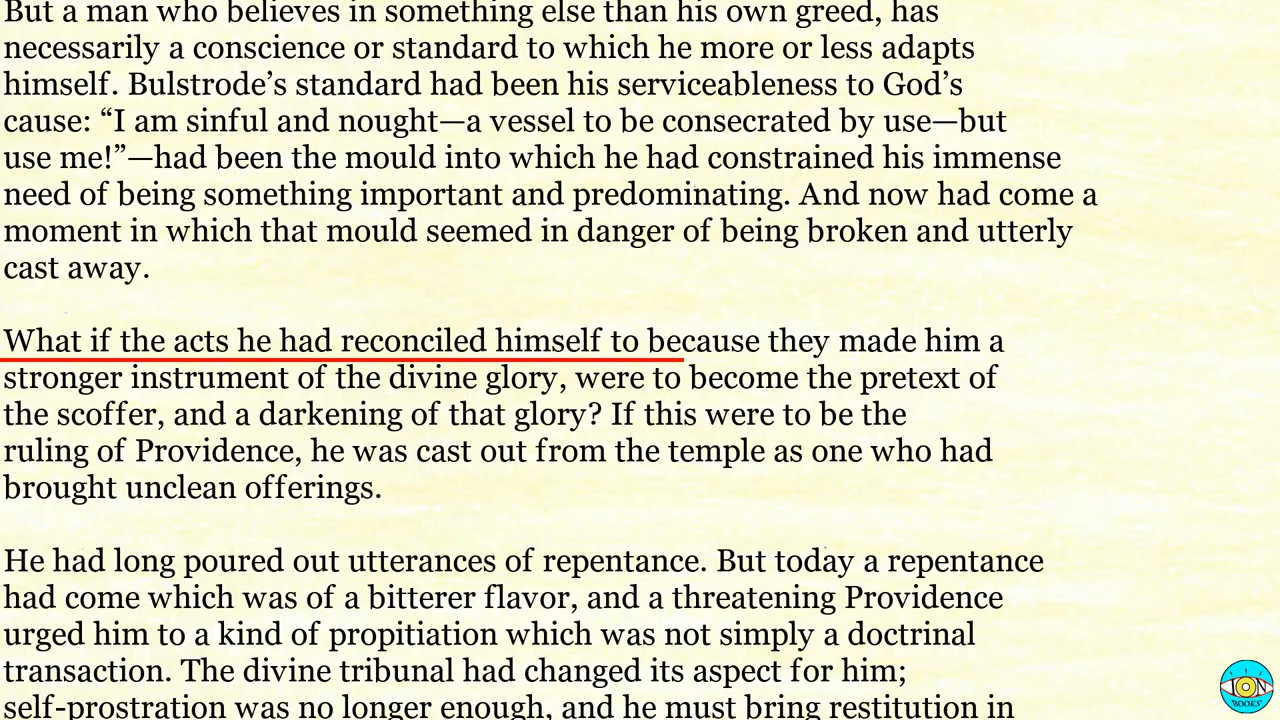 But a man who believes in something else than his own greed, has
necessarily a conscience or standard to which he more or less adapts
himself. Bulstrode’s standard had been his serviceableness to God’s
cause: “I am sinful and nought—a vessel to be consecrated by use—but
use me!”—had been the mould into which he had constrained his immense
need of being something important and predominating. And now had come a
moment in which that mould seemed in danger of being broken and utterly
cast away.
What if the acts he had reconciled himself to because they made him a
stronger instrument of the divine glory, were to become the pretext of
the scoffer, and a darkening of that glory? If this were to be the
ruling of Providence, he was cast out from the temple as one who had
brought unclean offerings.
He had long poured out utterances of repentance. But today a repentance
had come which was of a bitterer flavor, and a threatening Providence
urged him to a kind of propitiation which was not simply a doctrinal
transaction. The divine tribunal had changed its aspect for him;
self-prostration was no longer enough, and he must bring restitution in
ION
BOOKS